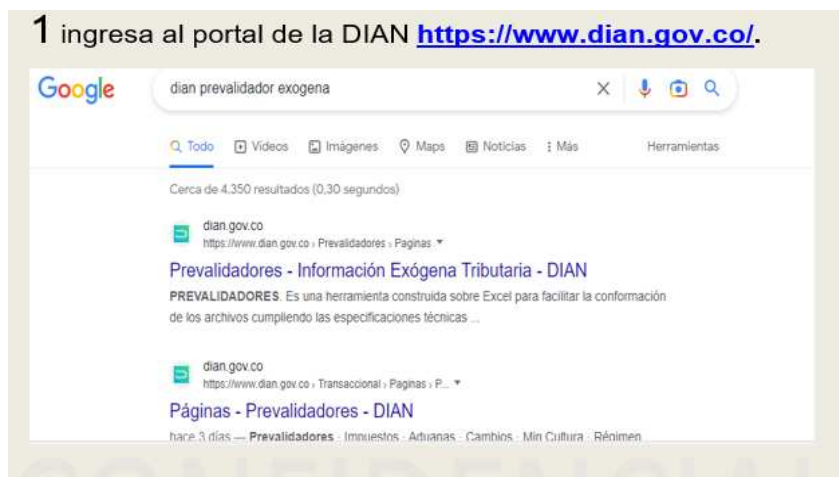 1 ingresa al portal de la DIAN https://www.dian.gov.co/.
Google
dian prevalidador exogena
Todo Videos Imágenes Maps Noticias Más Herramientas
Cerca de 4.350 resultados (0,30 segundos)
dian.gov.co
https://www.dian.gov.co › Prevalidadores › Paginas
Prevalidadores - Información Exógena Tributaria - DIAN
PREVALIDADORES. Es una herramienta construida sobre Excel para facilitar la conformación
de los archivos cumpliendo las especificaciones técnicas ...
dian.gov.co
https://www.dian.gov.co › Transaccional › Paginas › P...
Páginas - Prevalidadores - DIAN
hace 3 días — Prevalidadores · Impuestos · Aduanas · Cambios · Min Cultura · Régimen
CONFIDENCIAL